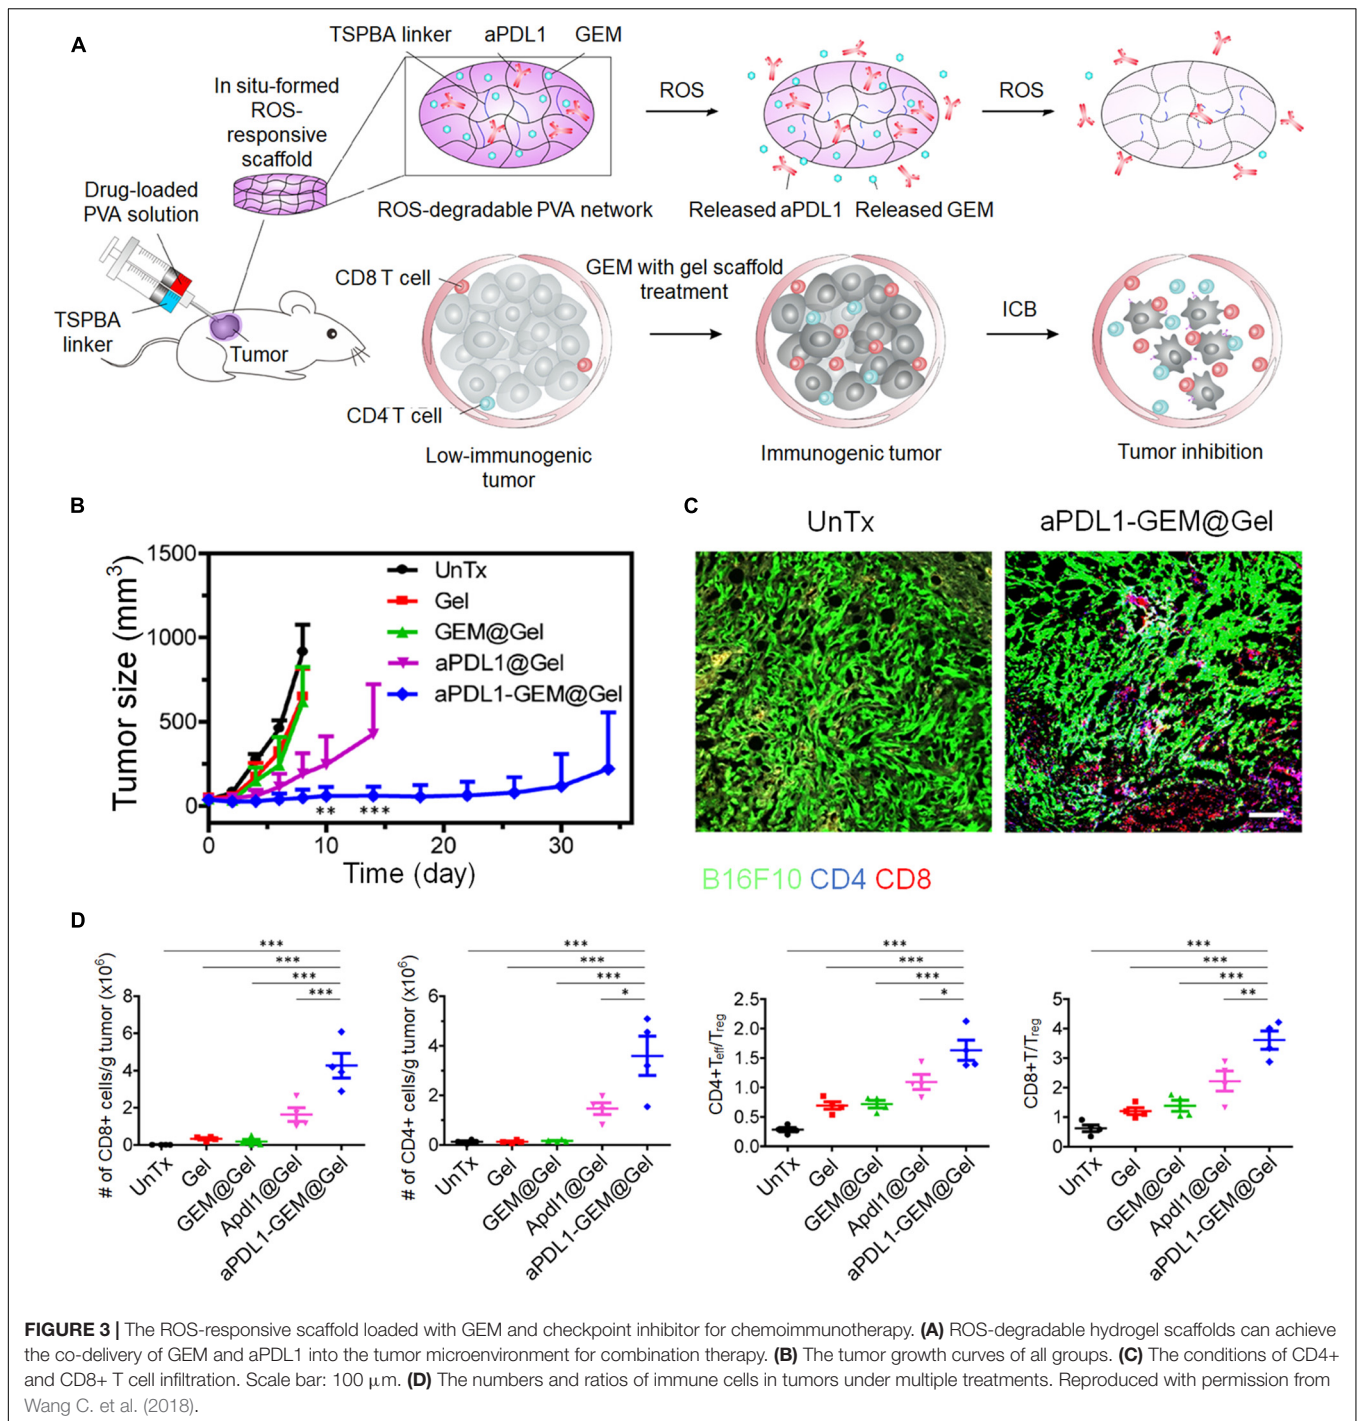 A
TSPBA linker aPDL1 GEM
In situ-formed
ROS-
responsive
scaffold
ROS
ROS
Drug-loaded
PVA solution
ROS-degradable PVA network
Released aPDL1 Released GEM
TSPBA
linker
Tumor
CD8 T cell
GEM with gel scaffold
treatment
ICB
CD4 T cell
Low-immunogenic
tumor
Immunogenic tumor
Tumor inhibition
B
Tumor size (mm3)
1500
1000
500
0
UnTx
Gel
GEM@Gel
aPDL1@Gel
aPDL1-GEM@Gel
** ***
0 10 20 30
Time (day)
C
UnTx aPDL1-GEM@Gel
B16F10 CD4 CD8
D
# of CD8+ cells/g tumor (x10^6)
***
***
***
***
8
6
4
2
0
UnTx
Gel
GEM@Gel
Apdl1@Gel
aPDL1-GEM@Gel
# of CD4+ cells/g tumor (x10^6)
***
***
***
*
6
5
4
3
2
1
0
UnTx
Gel
GEM@Gel
Apdl1@Gel
aPDL1-GEM@Gel
CD4+Teff/Treg
***
***
***
*
2.5
2.0
1.5
1.0
0.5
0.0
UnTx
Gel
GEM@Gel
Apdl1@Gel
aPDL1-GEM@Gel
CD8+T/Treg
***
***
***
**
5
4
3
2
1
0
UnTx
Gel
GEM@Gel
Apdl1@Gel
aPDL1-GEM@Gel
FIGURE 3 | The ROS-responsive scaffold loaded with GEM and checkpoint inhibitor for chemoimmunotherapy. (A) ROS-degradable hydrogel scaffolds can achieve
the co-delivery of GEM and aPDL1 into the tumor microenvironment for combination therapy. (B) The tumor growth curves of all groups. (C) The conditions of CD4+
and CD8+ T cell infiltration. Scale bar: 100 μm. (D) The numbers and ratios of immune cells in tumors under multiple treatments. Reproduced with permission from
Wang C. et al. (2018).